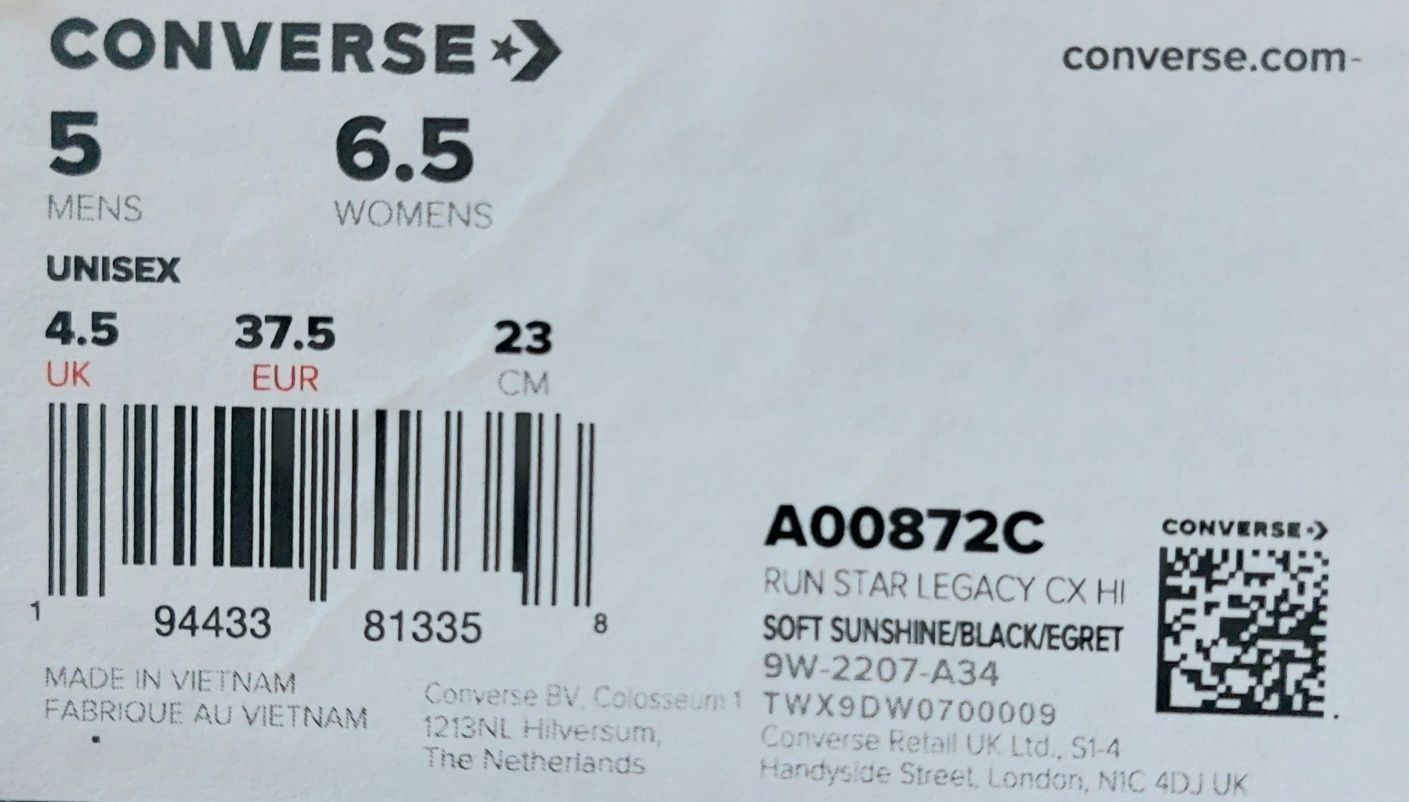 CONVERSE
converse.com-
5 6.5
MENS WOMENS
UNISEX
4.5 37.5 23
UK EUR CM
1 94433 81335 8
MADE IN VIETNAM
FABRIQUE AU VIETNAM
Converse BV, Colosseum 1
1213NL Hilversum,
The Netherlands
A00872C
RUN STAR LEGACY CX HI
SOFT SUNSHINE/BLACK/EGRET
9W-2207-A34
TWX9DW0700009
Converse Retail UK Ltd., S1-4
Handyside Street, London, N1C 4DJ UK
CONVERSE